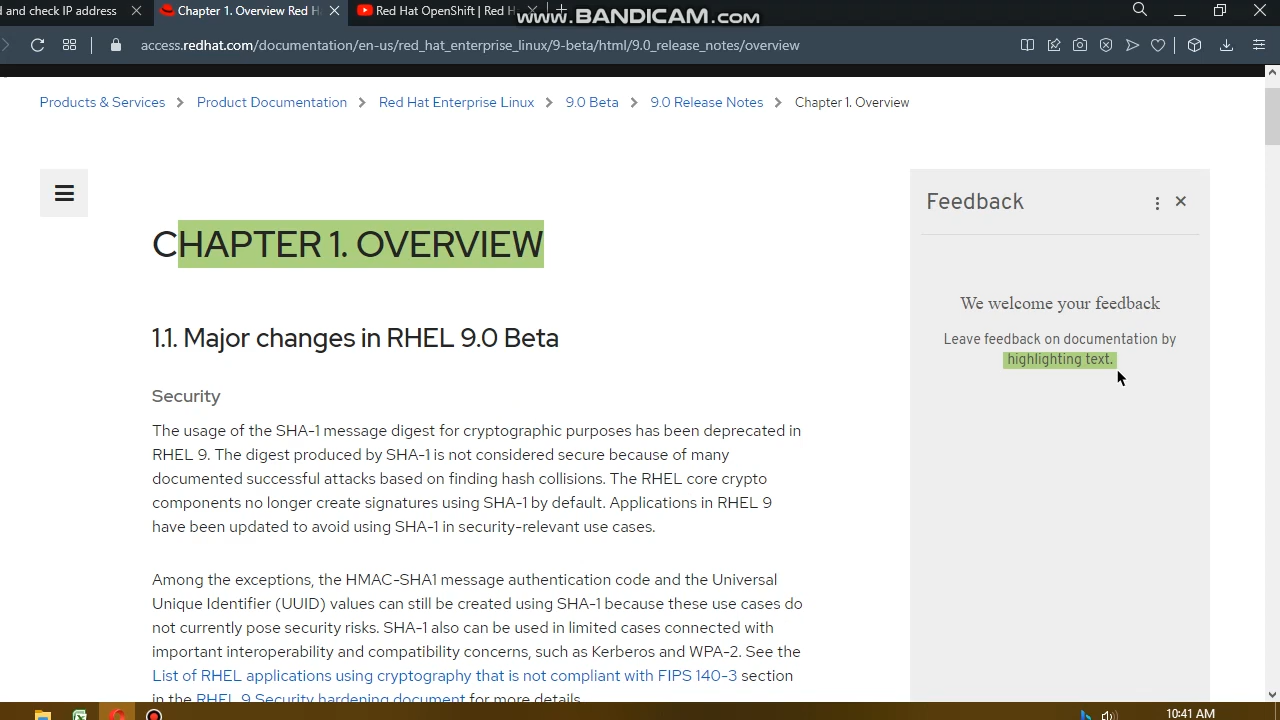 d and check IP address
Chapter 1. Overview Red H
Red Hat OpenShift | Red H
www.BANDICAM.com
access.redhat.com/documentation/en-us/red_hat_enterprise_linux/9-beta/html/9.0_release_notes/overview
Products & Services > Product Documentation > Red Hat Enterprise Linux > 9.0 Beta > 9.0 Release Notes > Chapter 1. Overview
CHAPTER 1. OVERVIEW
1.1. Major changes in RHEL 9.0 Beta
Security
The usage of the SHA-1 message digest for cryptographic purposes has been deprecated in
RHEL 9. The digest produced by SHA-1 is not considered secure because of many
documented successful attacks based on finding hash collisions. The RHEL core crypto
components no longer create signatures using SHA-1 by default. Applications in RHEL 9
have been updated to avoid using SHA-1 in security-relevant use cases.
Among the exceptions, the HMAC-SHA1 message authentication code and the Universal
Unique Identifier (UUID) values can still be created using SHA-1 because these use cases do
not currently pose security risks. SHA-1 also can be used in limited cases connected with
important interoperability and compatibility concerns, such as Kerberos and WPA-2. See the
List of RHEL applications using cryptography that is not compliant with FIPS 140-3 section
in the RHEL 9 Security hardening document for more details.
Feedback
We welcome your feedback
Leave feedback on documentation by
highlighting text.
10:41 AM